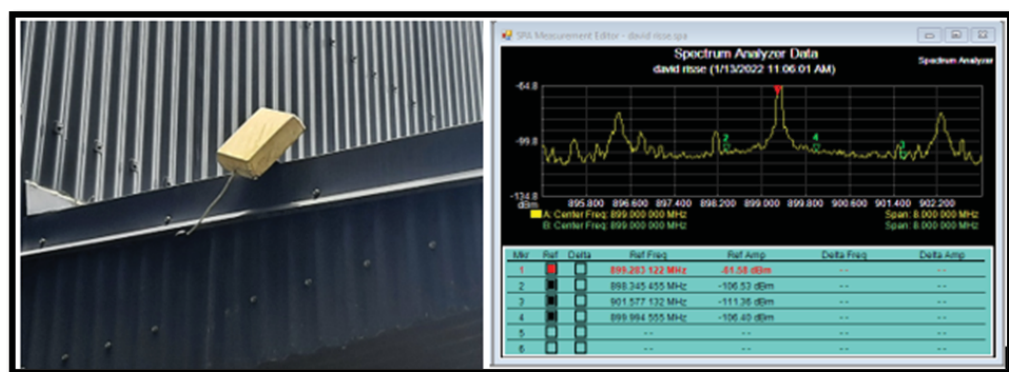 SPA Measurement Editor - david risse.spa
Spectrum Analyzer Data
david risse (1/13/2022 11:06:01 AM)
Spectrum Analyzer
-64.8
-99.8
-134.8
dBm
2
4
3
895.800 896.600 897.400 898.200 899.000 899.800 900.600 901.400 902.200
A: Center Freq: 899.000 000 MHz Span: 8.000 000 MHz
B: Center Freq: 899.000 000 MHz Span: 8.000 000 MHz
Mkr Ref Delta Ref Freq Ref Amp Delta Freq Delta Amp
1 899.283 122 MHz -81.58 dBm -- --
2 898.345 455 MHz -106.53 dBm -- --
3 901.577 132 MHz -111.36 dBm -- --
4 899.994 555 MHz -106.40 dBm -- --
5 -- -- -- --
6 -- -- -- --